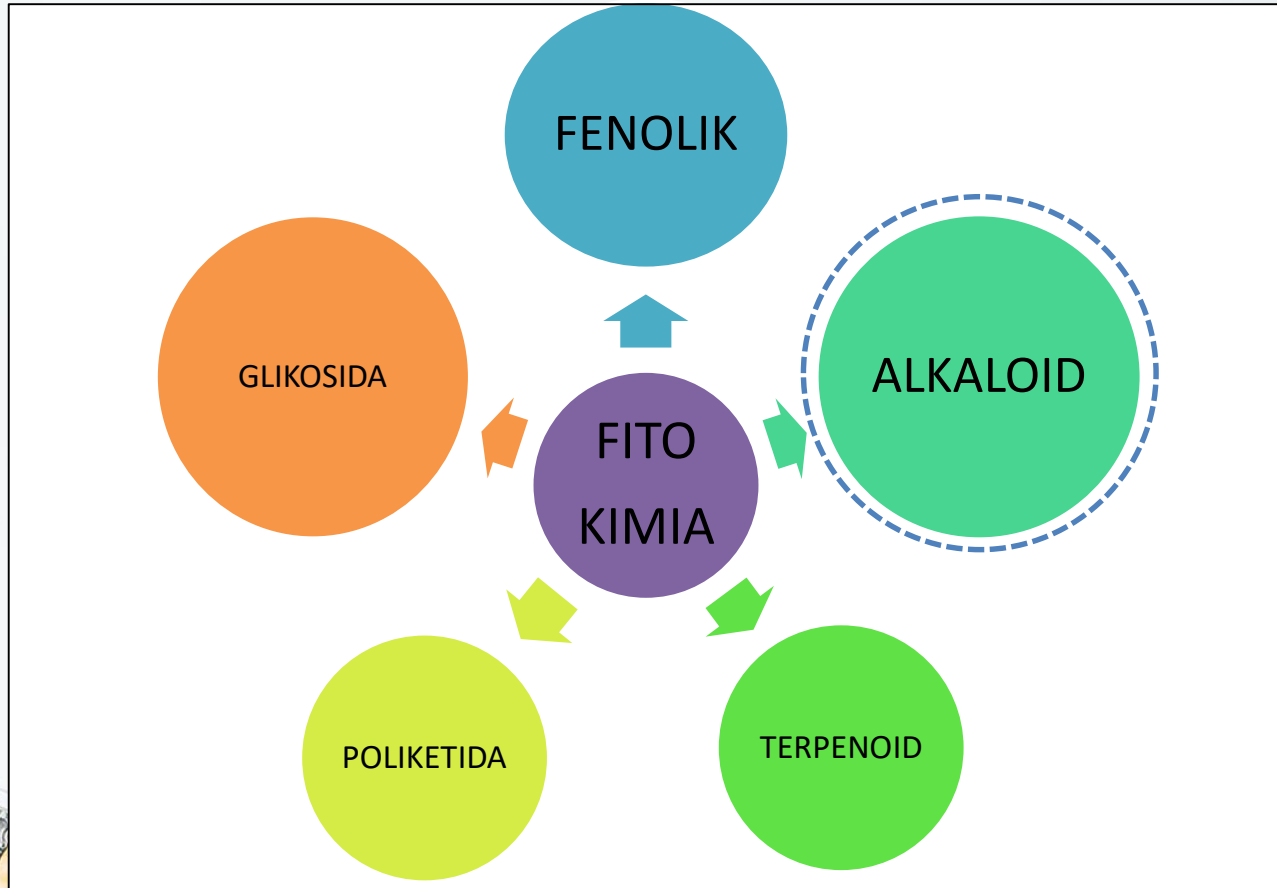 FENOLIK
GLIKOSIDA
ALKALOID
FITO
KIMIA
POLIKETIDA
TERPENOID